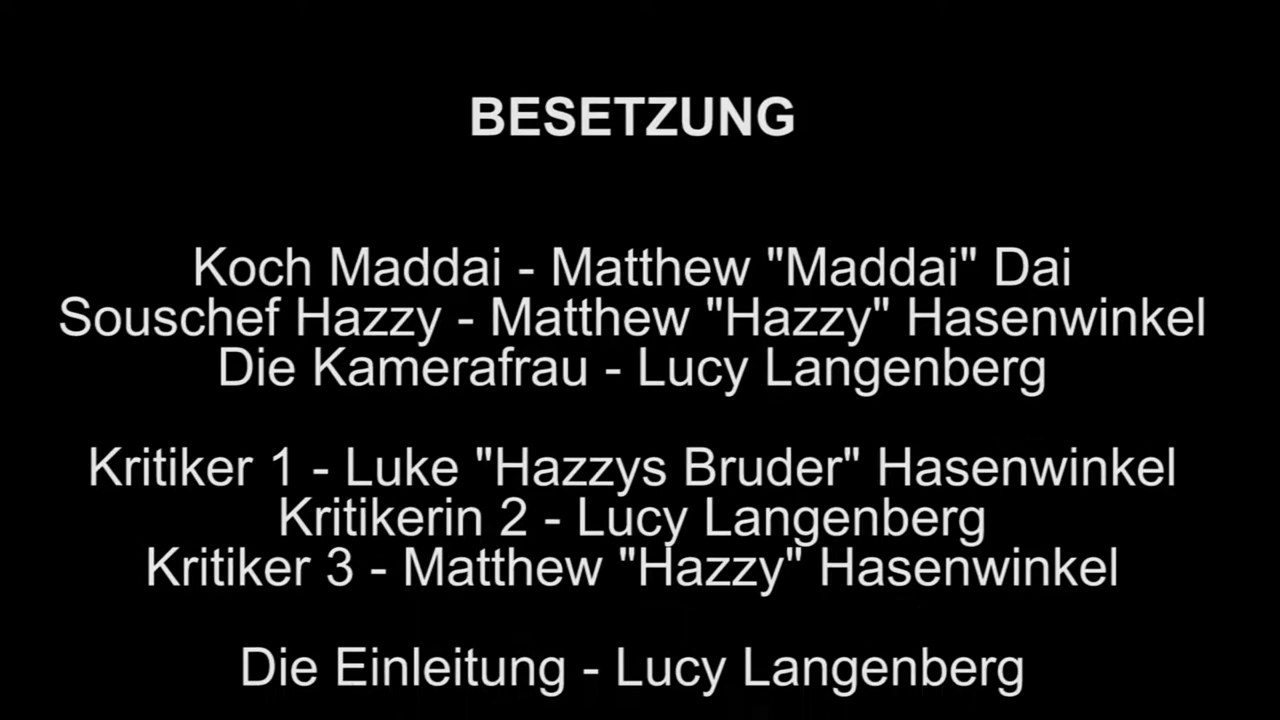 BESETZUNG
Koch Maddai - Matthew "Maddai" Dai
Souschef Hazzy - Matthew "Hazzy" Hasenwinkel
Die Kamerafrau - Lucy Langenberg
Kritiker 1 - Luke "Hazzys Bruder" Hasenwinkel
Kritikerin 2 - Lucy Langenberg
Kritiker 3 - Matthew "Hazzy" Hasenwinkel
Die Einleitung - Lucy Langenberg